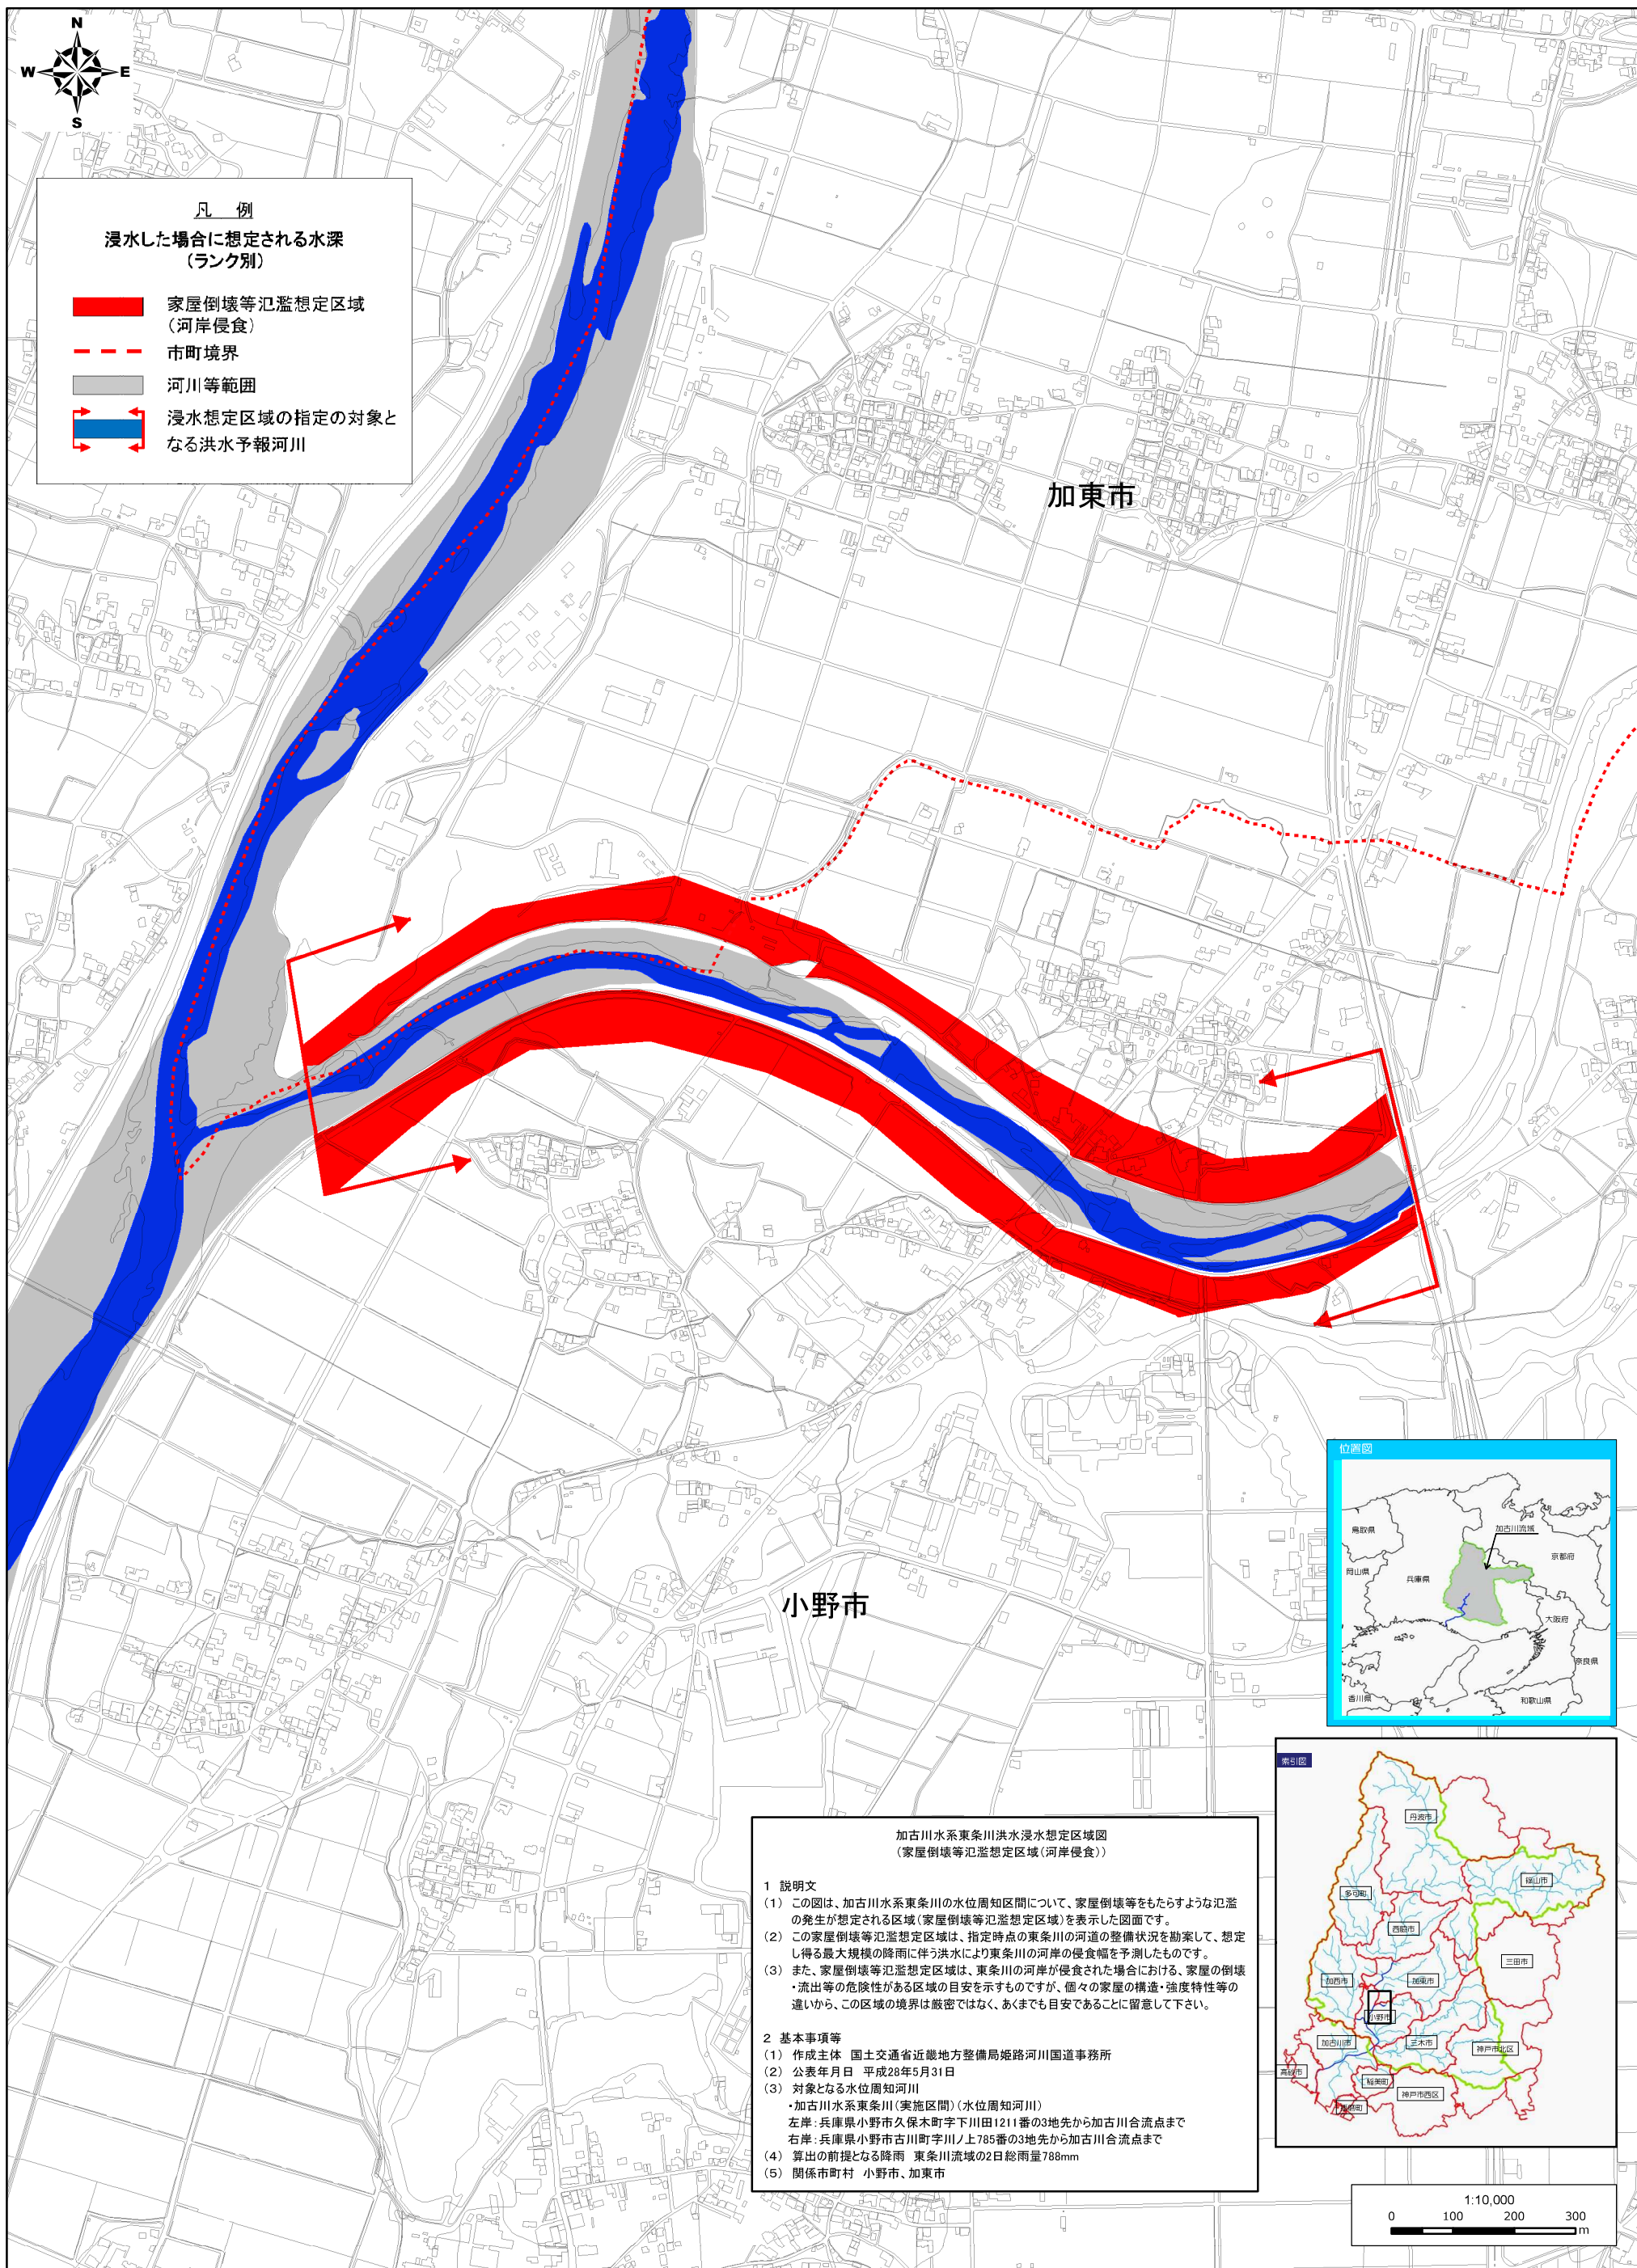 N
W E
S
凡 例
浸水した場合に想定される水深
(ランク別)
家屋倒壊等氾濫想定区域
(河岸侵食)
市町境界
河川等範囲
浸水想定区域の指定の対象と
なる洪水予報河川
加東市
小野市
位置図
鳥取県
加古川流域
京都府
岡山県
兵庫県
大阪府
奈良県
香川県
和歌山県
索引図
丹波市
篠山市
多可町
西脇市
三田市
加西市
加東市
小野市
加古川市
三木市
神戸市北区
高砂市
稲美町
神戸市西区
播磨町
加古川水系東条川洪水浸水想定区域図
(家屋倒壊等氾濫想定区域(河岸侵食))
1 説明文
(1) この図は、加古川水系東条川の水位周知区間について、家屋倒壊等をもたらすような氾濫
の発生が想定される区域(家屋倒壊等氾濫想定区域)を表示した図面です。
(2) この家屋倒壊等氾濫想定区域は、指定時点の東条川の河道の整備状況を勘案して、想定
し得る最大規模の降雨に伴う洪水により東条川の河岸の侵食幅を予測したものです。
(3) また、家屋倒壊等氾濫想定区域は、東条川の河岸が侵食された場合における、家屋の倒壊
・流出等の危険性がある区域の目安を示すものですが、個々の家屋の構造・強度特性等の
違いから、この区域の境界は厳密ではなく、あくまでも目安であることに留意して下さい。
2 基本事項等
(1) 作成主体 国土交通省近畿地方整備局姫路河川国道事務所
(2) 公表年月日 平成28年5月31日
(3) 対象となる水位周知河川
・加古川水系東条川(実施区間)(水位周知河川)
左岸:兵庫県小野市久保木町字下川田1211番の3地先から加古川合流点まで
右岸:兵庫県小野市古川町字川ノ上785番の3地先から加古川合流点まで
(4) 算出の前提となる降雨 東条川流域の2日総雨量788mm
(5) 関係市町村 小野市、加東市
1:10,000
0 100 200 300
m